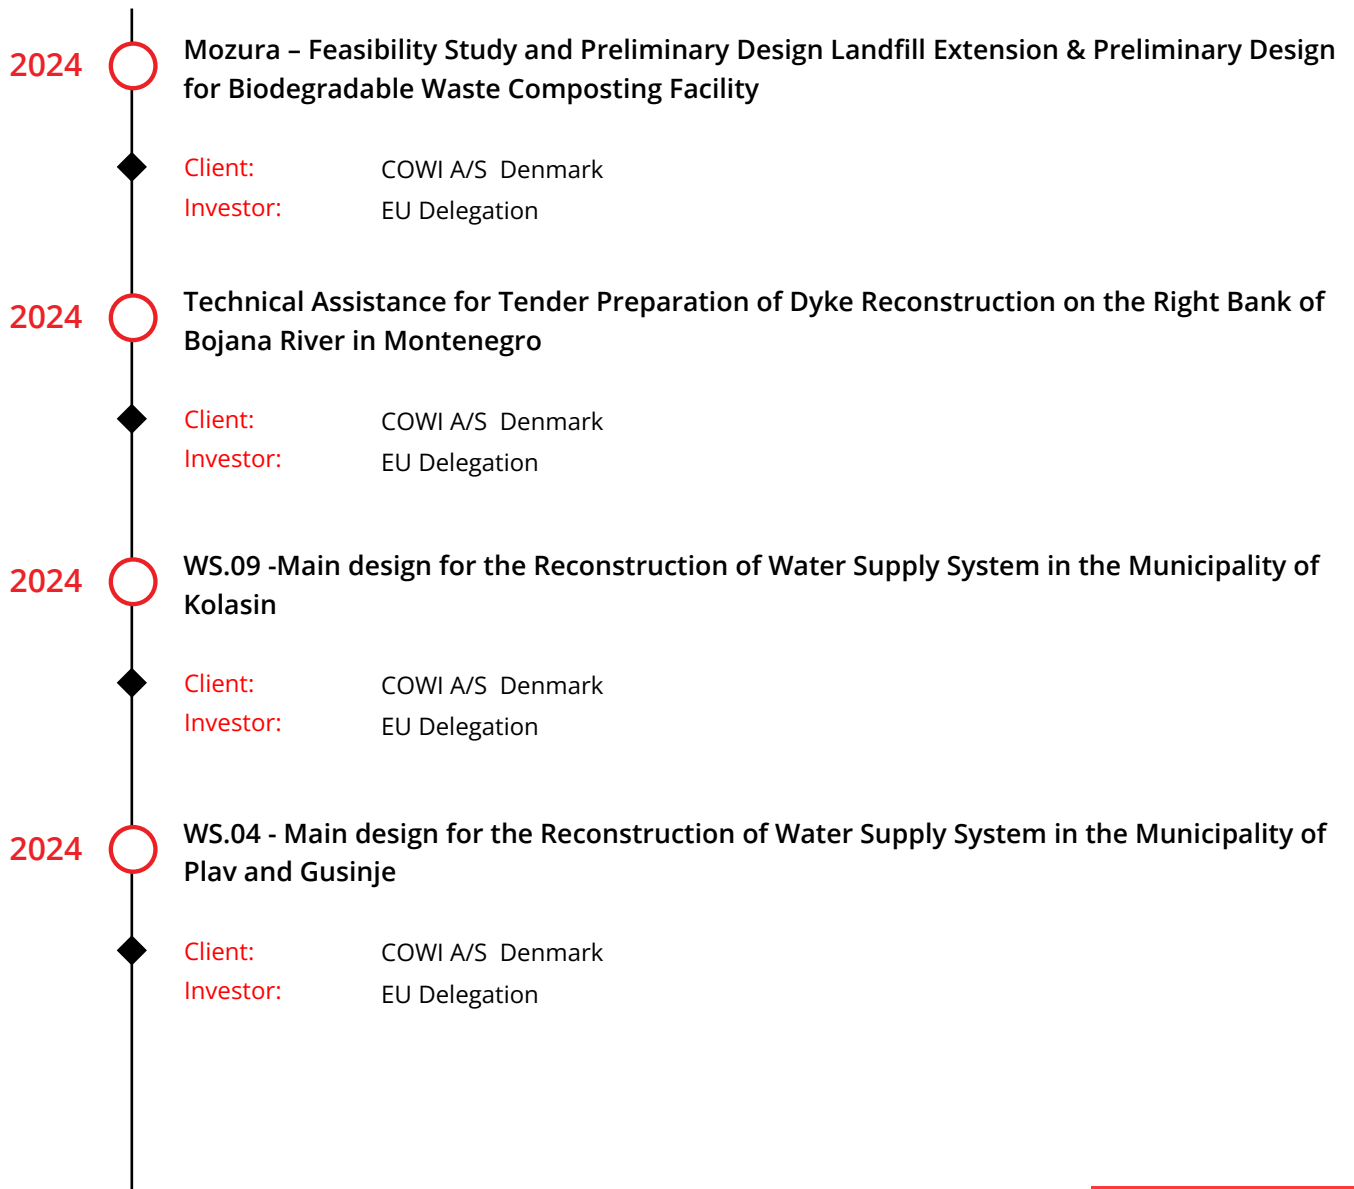 2024
Mozura – Feasibility Study and Preliminary Design Landfill Extension & Preliminary Design
for Biodegradable Waste Composting Facility
Client: COWI A/S  Denmark
Investor: EU Delegation
2024
Technical Assistance for Tender Preparation of Dyke Reconstruction on the Right Bank of
Bojana River in Montenegro
Client: COWI A/S  Denmark
Investor: EU Delegation
2024
WS.09 -Main design for the Reconstruction of Water Supply System in the Municipality of
Kolasin
Client: COWI A/S  Denmark
Investor: EU Delegation
2024
WS.04 - Main design for the Reconstruction of Water Supply System in the Municipality of
Plav and Gusinje
Client: COWI A/S  Denmark
Investor: EU Delegation